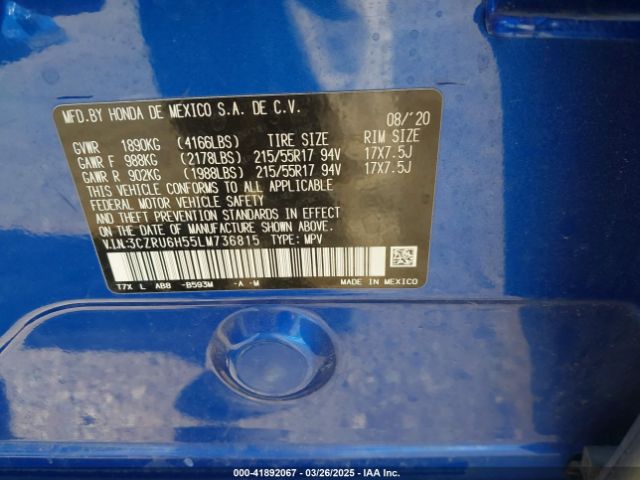 MFD. BY HONDA DE MEXICO S.A. DE C.V. 08/'20
GVWR 1890KG (4166LBS) TIRE SIZE RIM SIZE
GAWR F 988KG (2178LBS) 215/55R17 94V 17X7.5J
GAWR R 902KG (1988LBS) 215/55R17 94V 17X7.5J
THIS VEHICLE CONFORMS TO ALL APPLICABLE
FEDERAL MOTOR VEHICLE SAFETY
AND THEFT PREVENTION STANDARDS IN EFFECT
ON THE DATE OF MANUFACTURE SHOWN ABOVE.
V.I.N:3CZRU6H55LM736815 TYPE: MPV
T7X L AB8 -B593M -A -M MADE IN MEXICO
000-41892067 • 03/26/2025 - IAA Inc.